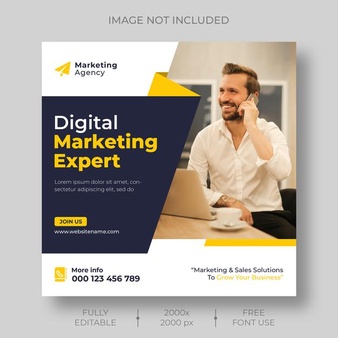 IMAGE NOT INCLUDED
Marketing
Agency
Digital
Marketing
Expert
Lorem ipsum dolor sit amet,
consectetur adipiscing elit, sed do
JOIN US
www.websitename.com
More info
000 123 456 789
"Marketing & Sales Solutions
To Grow Your Business"
FULLY
EDITABLE
2000x
2000 px
FREE
FONT USE